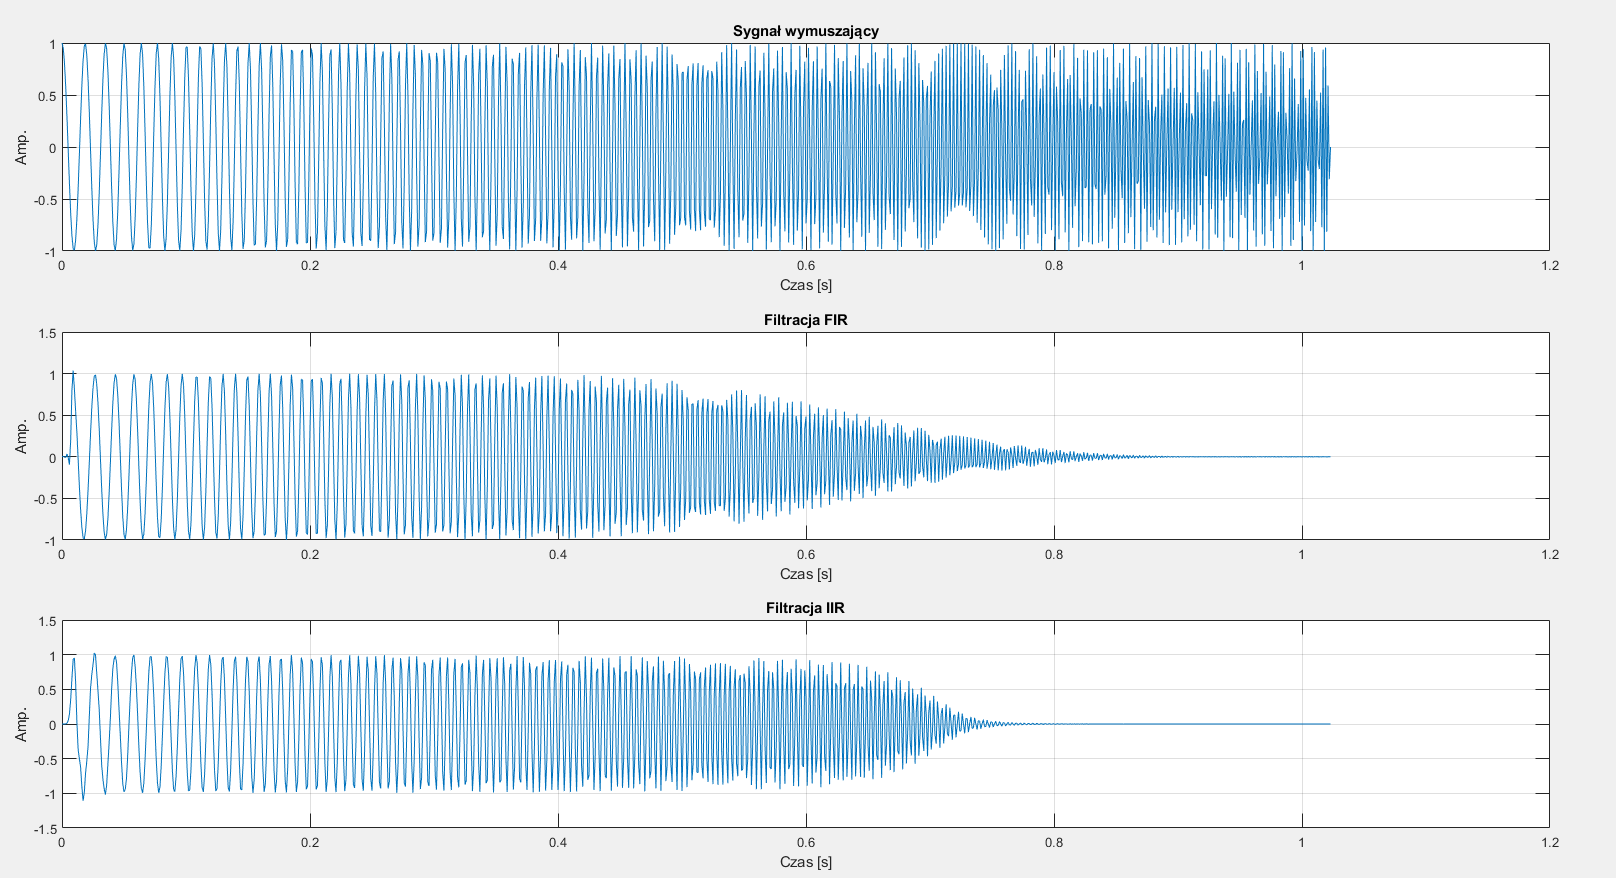 Sygnał wymuszający
1
0.5
0
-0.5
-1
Amp.
0 0.2 0.4 0.6 0.8 1 1.2
Czas [s]
Filtracja FIR
1.5
1
0.5
0
-0.5
-1
Amp.
0 0.2 0.4 0.6 0.8 1 1.2
Czas [s]
Filtracja IIR
1.5
1
0.5
0
-0.5
-1
-1.5
Amp.
0 0.2 0.4 0.6 0.8 1 1.2
Czas [s]